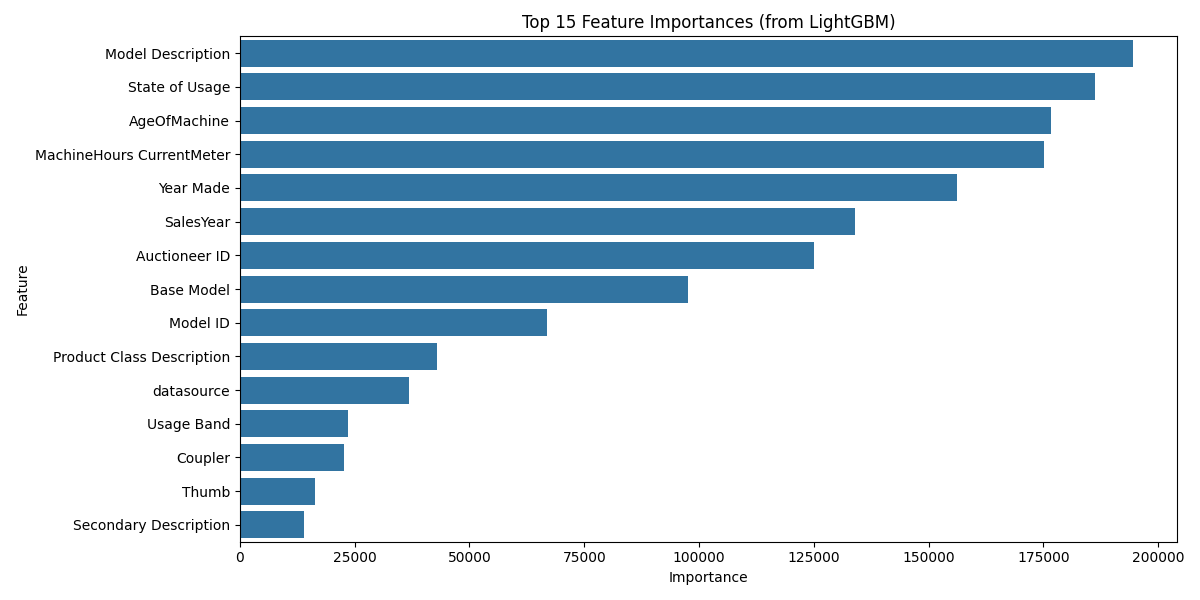 Top 15 Feature Importances (from LightGBM)
Feature
Model Description
State of Usage
AgeOfMachine
MachineHours CurrentMeter
Year Made
SalesYear
Auctioneer ID
Base Model
Model ID
Product Class Description
datasource
Usage Band
Coupler
Thumb
Secondary Description
0 25000 50000 75000 100000 125000 150000 175000 200000
Importance